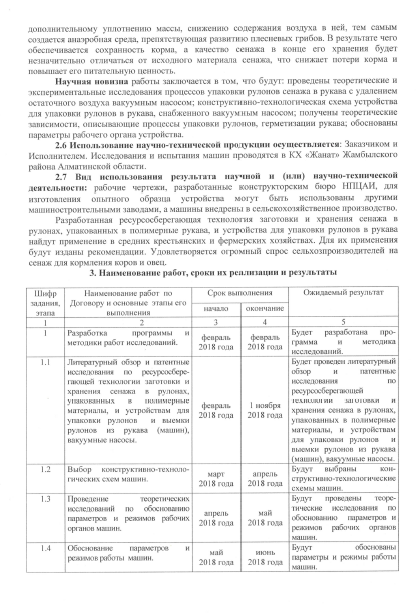 дополнительному уплотнению массы, снижению содержания воздуха в ней, тем самым
создается анаэробная среда, препятствующая развитию плесневых грибов. В результате чего
обеспечивается сохранность корма, а качество сенажа в конце его хранения будет
незначительно отличаться от исходного материала сенажа, что снижает потери корма и
повышает его питательную ценность.
Научная новизна работы заключается в том, что будут: проведены теоретические и
экспериментальные исследования процессов упаковки рулонов сенажа в рукава с удалением
остаточного воздуха вакуумным насосом; конструктивно-технологическая схема устройства
для упаковки рулонов в рукава, снабженного вакуумным насосом; получены теоретические
зависимости, описывающие процессы упаковки рулонов, герметизации рукава; обоснованы
параметры рабочего органа устройства.
2.6 Использование научно-технической продукции осуществляется: Заказчиком и
Исполнителем. Исследования и испытания машин проводятся в КХ «Жанат» Жамбылского
района Алматинской области.
2.7 Вид использования результата научной и (или) научно-технической
деятельности: рабочие чертежи, разработанные конструкторским бюро НПЦАИ, для
изготовления опытного образца устройства могут быть использованы другими
машиностроительными заводами, а машины внедрены в сельскохозяйственное производство.
Разработанная ресурсосберегающая технология заготовки и хранения сенажа в
рулонах, упакованных в полимерные рукава, и устройства для упаковки рулонов в рукава
найдут применение в средних крестьянских и фермерских хозяйствах. Для их применения
будут изданы рекомендации. Удовлетворяется огромный спрос сельхозпроизводителей на
сенаж для кормления коров и овец.
3. Наименование работ, сроки их реализации и результаты
Шифр задания, этапа
Наименование работ по Договору и основные этапы его выполнения
Срок выполнения
начало
окончание
Ожидаемый результат
1 2 3 4 5
1
Разработка программы и
методики работ исследований.
февраль
2018 года
февраль
2018 года
Будет разработана про-
грамма и методика
исследований.
1.1
Литературный обзор и патентные
исследования по ресурсосбере-
гающей технологии заготовки и
хранения сенажа в рулонах,
упакованных в полимерные
материалы, и устройствам для
упаковки рулонов и выемки
рулонов из рукава (машин),
вакуумные насосы.
февраль
2018 года
1 ноября
2018 года
Будет проведен литературный
обзор и патентные
исследования по
ресурсосберегающей
технологии заготовки и
хранения сенажа в рулонах,
упакованных в полимерные
материалы, и устройствам
для упаковки рулонов и
выемки рулонов из рукава
(машин), вакуумные насосы.
1.2
Выбор конструктивно-техноло-
гических схем машин.
март
2018 года
апрель
2018 года
Будут выбраны кон-
структивно-технологические
схемы машин.
1.3
Проведение теоретических
исследований по обоснованию
параметров и режимов рабочих
органов машин.
апрель
2018 года
май
2018 года
Будут проведены теоре-
тические исследования по
обоснованию параметров и
режимов рабочих органов
машин.
1.4
Обоснование параметров и
режимов работы машин.
май
2018 года
июнь
2018 года
Будут обоснованы
параметры и режимы работы
машин.